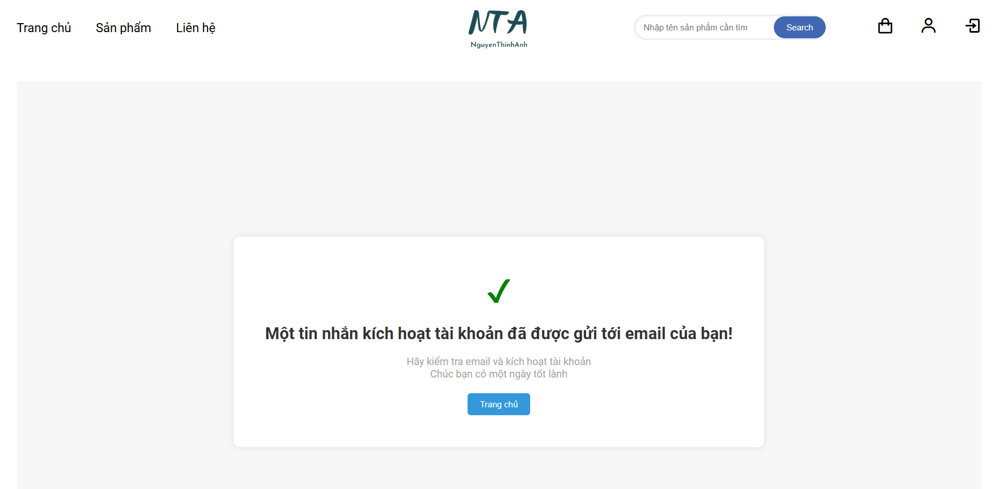 Trang chủ
Sản phẩm
Liên hệ
NTA
NguyenThinhAnh
Nhập tên sản phẩm cần tìm
Search
Một tin nhắn kích hoạt tài khoản đã được gửi tới email của bạn!
Hãy kiểm tra email và kích hoạt tài khoản
Chúc bạn có một ngày tốt lành
Trang chủ